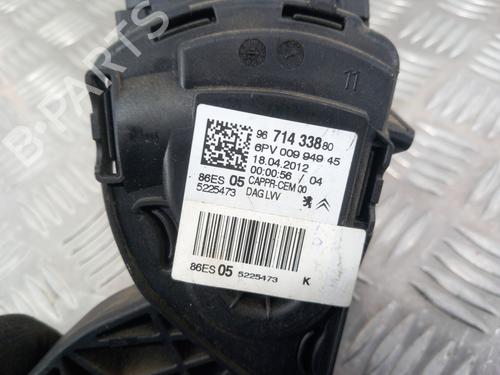 B-PARTS
11
96 714 338 80
6PV 009 949 45
18.04.2012
00:00:56 / 04
86ES 05 CAPPR-CEM 00
5225473 DAG LVV
86ES 05 5225473 K